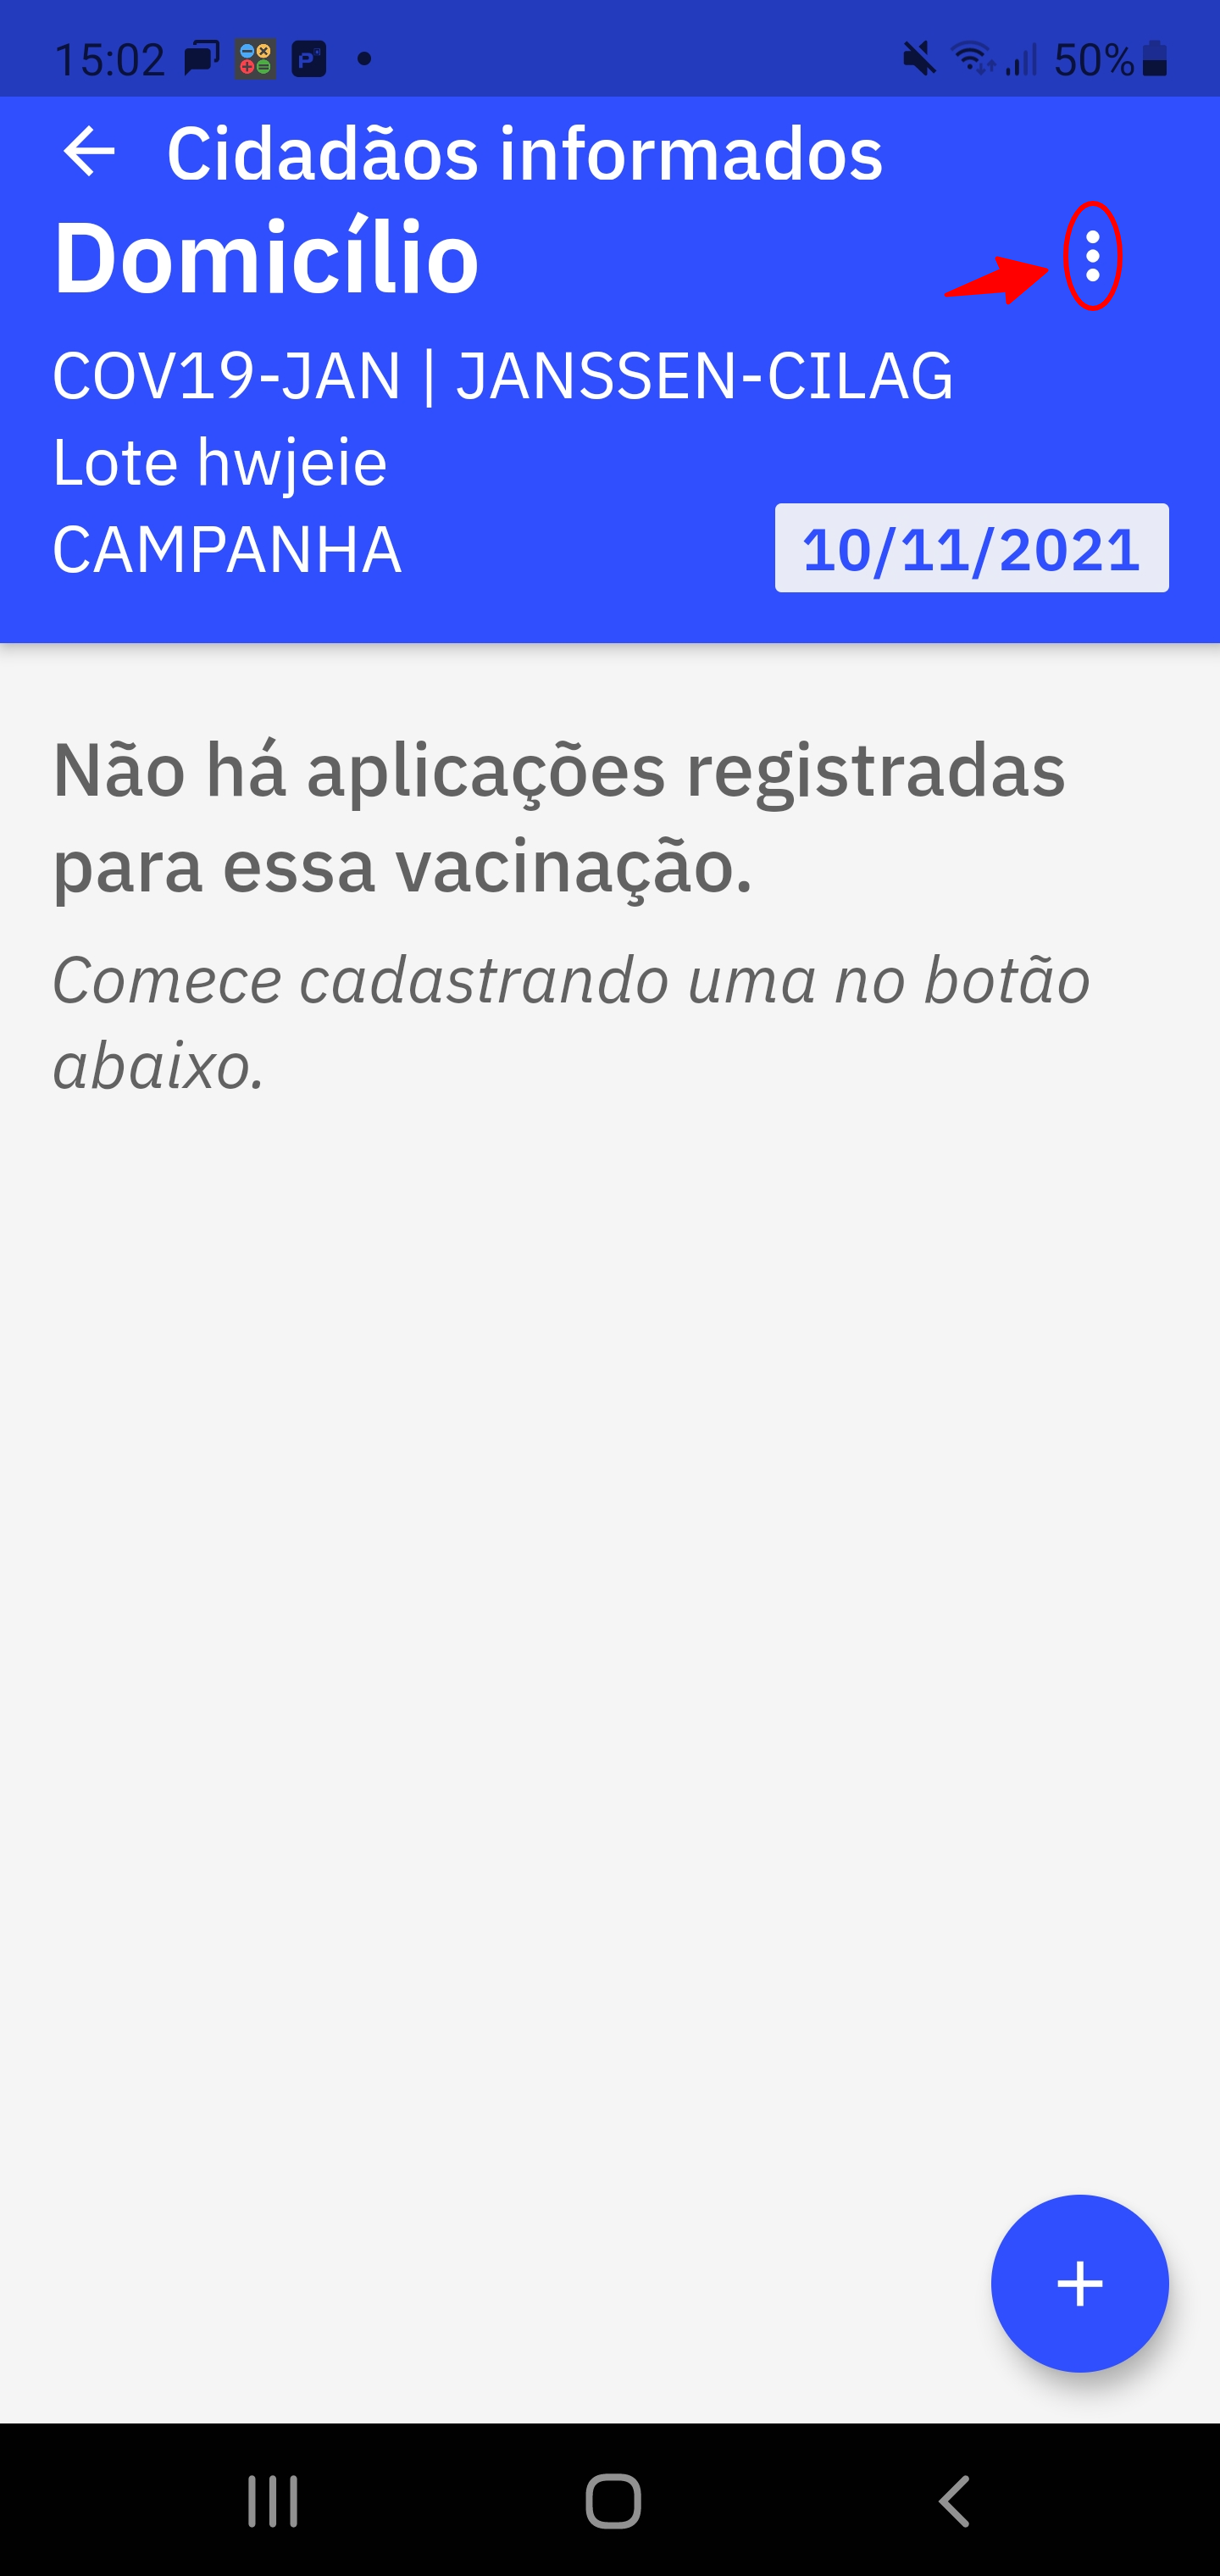 15:02
50%
Cidadãos informados
Domicílio
COV19-JAN | JANSSEN-CILAG
Lote hwjeie
CAMPANHA
10/11/2021
Não há aplicações registradas
para essa vacinação.
Comece cadastrando uma no botão
abaixo.